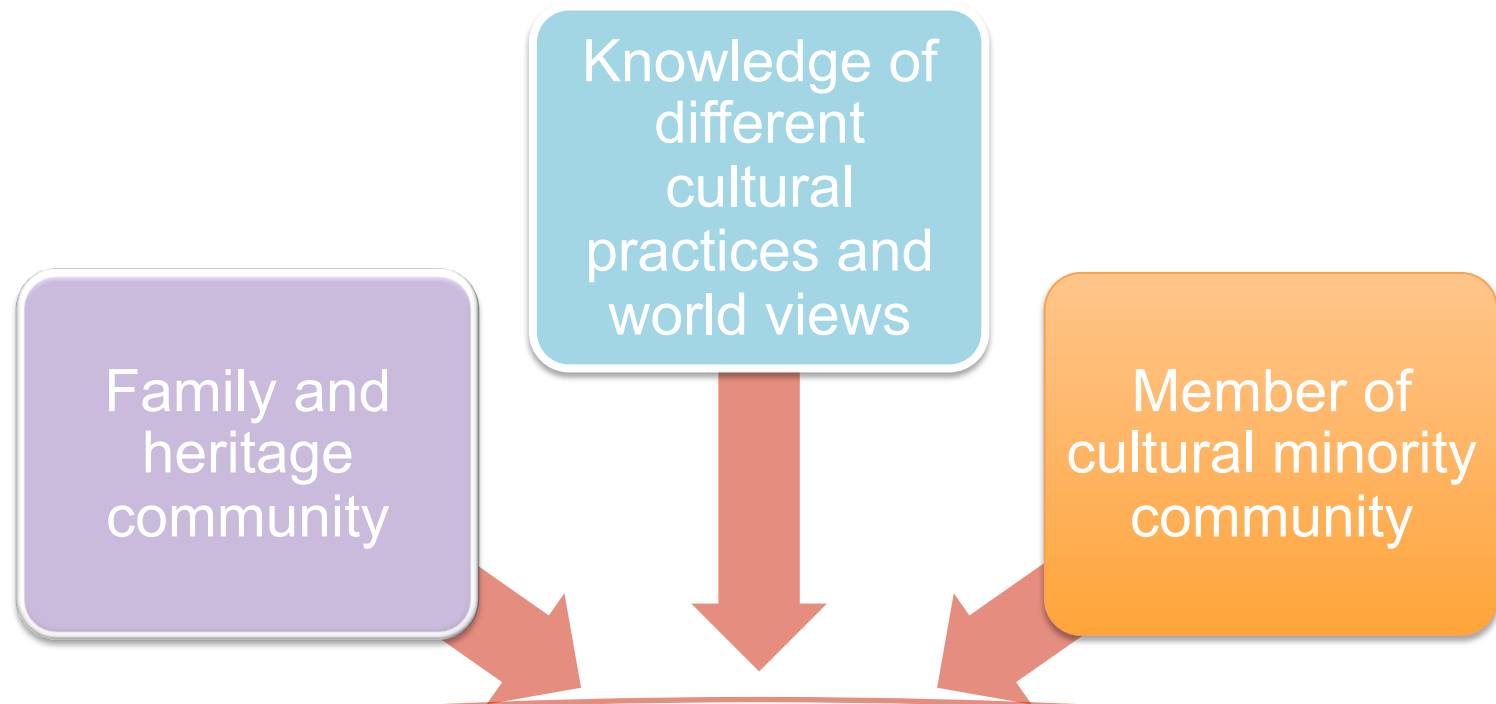 Knowledge of
different
cultural
practices and
world views
Family and
heritage
community
Member of
cultural minority
community